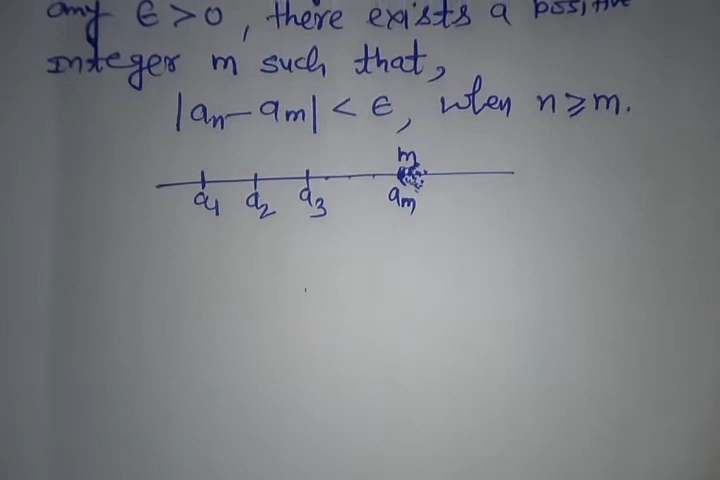 any ε > 0, there exists a positive
Integer m such that,
|aₙ - aₘ| < ε, when n ≥ m.
m
a₁ a₂ a₃ aₘ